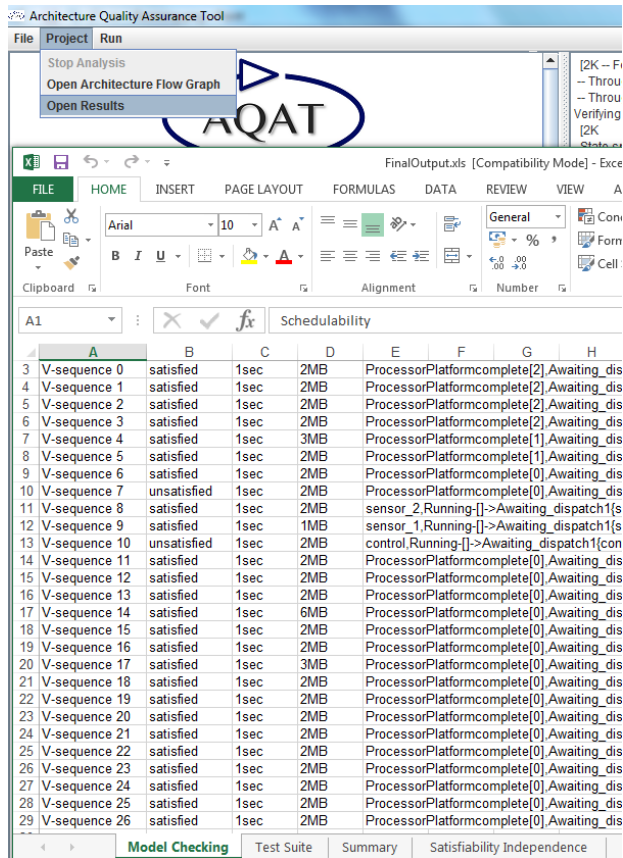 Architecture Quality Assurance Tool
File Project Run
Stop Analysis
Open Architecture Flow Graph
Open Results
AQAT
[2K -- F
-- Throu
-- Throu
Verifying
[2K
FinalOutput.xls [Compatibility Mode] - Exce
FILE HOME INSERT PAGE LAYOUT FORMULAS DATA REVIEW VIEW A
Paste
Arial 10 A A
B I U A
General
% ,
.00 .00
Conc
Form
Cell
Clipboard Font Alignment Number
A1 fx Schedulability
A B C D E F G H
3 V-sequence 0 satisfied 1sec 2MB ProcessorPlatformcomplete[2],Awaiting_dis
4 V-sequence 1 satisfied 1sec 2MB ProcessorPlatformcomplete[2],Awaiting_dis
5 V-sequence 2 satisfied 1sec 2MB ProcessorPlatformcomplete[2],Awaiting_dis
6 V-sequence 3 satisfied 1sec 2MB ProcessorPlatformcomplete[2],Awaiting_dis
7 V-sequence 4 satisfied 1sec 3MB ProcessorPlatformcomplete[1],Awaiting_dis
8 V-sequence 5 satisfied 1sec 2MB ProcessorPlatformcomplete[1],Awaiting_dis
9 V-sequence 6 satisfied 1sec 2MB ProcessorPlatformcomplete[0],Awaiting_dis
10 V-sequence 7 unsatisfied 1sec 2MB ProcessorPlatformcomplete[0],Awaiting_dis
11 V-sequence 8 satisfied 1sec 2MB sensor_2,Running-[]->Awaiting_dispatch1{s
12 V-sequence 9 satisfied 1sec 1MB sensor_1,Running-[]->Awaiting_dispatch1{s
13 V-sequence 10 unsatisfied 1sec 2MB control,Running-[]->Awaiting_dispatch1{con
14 V-sequence 11 satisfied 1sec 2MB ProcessorPlatformcomplete[0],Awaiting_dis
15 V-sequence 12 satisfied 1sec 2MB ProcessorPlatformcomplete[0],Awaiting_dis
16 V-sequence 13 satisfied 1sec 2MB ProcessorPlatformcomplete[0],Awaiting_dis
17 V-sequence 14 satisfied 1sec 6MB ProcessorPlatformcomplete[0],Awaiting_dis
18 V-sequence 15 satisfied 1sec 2MB ProcessorPlatformcomplete[0],Awaiting_dis
19 V-sequence 16 satisfied 1sec 2MB ProcessorPlatformcomplete[0],Awaiting_dis
20 V-sequence 17 satisfied 1sec 3MB ProcessorPlatformcomplete[0],Awaiting_dis
21 V-sequence 18 satisfied 1sec 2MB ProcessorPlatformcomplete[0],Awaiting_dis
22 V-sequence 19 satisfied 1sec 2MB ProcessorPlatformcomplete[0],Awaiting_dis
23 V-sequence 20 satisfied 1sec 2MB ProcessorPlatformcomplete[0],Awaiting_dis
24 V-sequence 21 satisfied 1sec 2MB ProcessorPlatformcomplete[0],Awaiting_dis
25 V-sequence 22 satisfied 1sec 2MB ProcessorPlatformcomplete[0],Awaiting_dis
26 V-sequence 23 satisfied 1sec 2MB ProcessorPlatformcomplete[0],Awaiting_dis
27 V-sequence 24 satisfied 1sec 2MB ProcessorPlatformcomplete[0],Awaiting_dis
28 V-sequence 25 satisfied 1sec 2MB ProcessorPlatformcomplete[0],Awaiting_dis
29 V-sequence 26 satisfied 1sec 2MB ProcessorPlatformcomplete[0],Awaiting_dis
Model Checking Test Suite Summary Satisfiability Independence